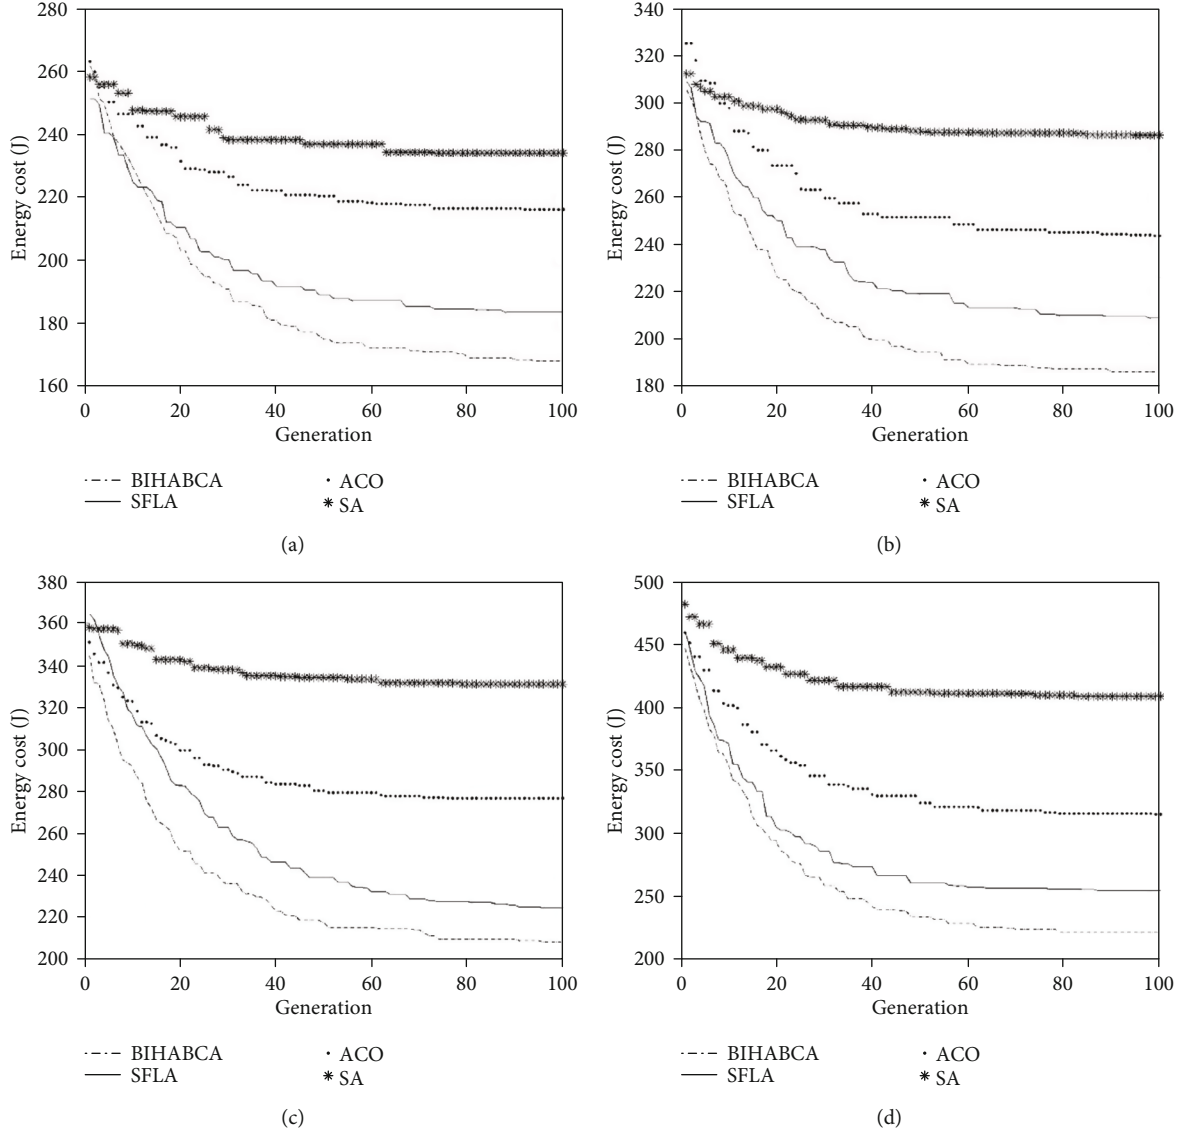 280
260
240
220
200
180
160
Energy cost (J)
0 20 40 60 80 100
Generation
BIHABCA
SFLA
ACO
SA
(a)
340
320
300
280
260
240
220
200
180
Energy cost (J)
0 20 40 60 80 100
Generation
BIHABCA
SFLA
ACO
SA
(b)
380
360
340
320
300
280
260
240
220
200
Energy cost (J)
0 20 40 60 80 100
Generation
BIHABCA
SFLA
ACO
SA
(c)
500
450
400
350
300
250
200
Energy cost (J)
0 20 40 60 80 100
Generation
BIHABCA
SFLA
ACO
SA
(d)